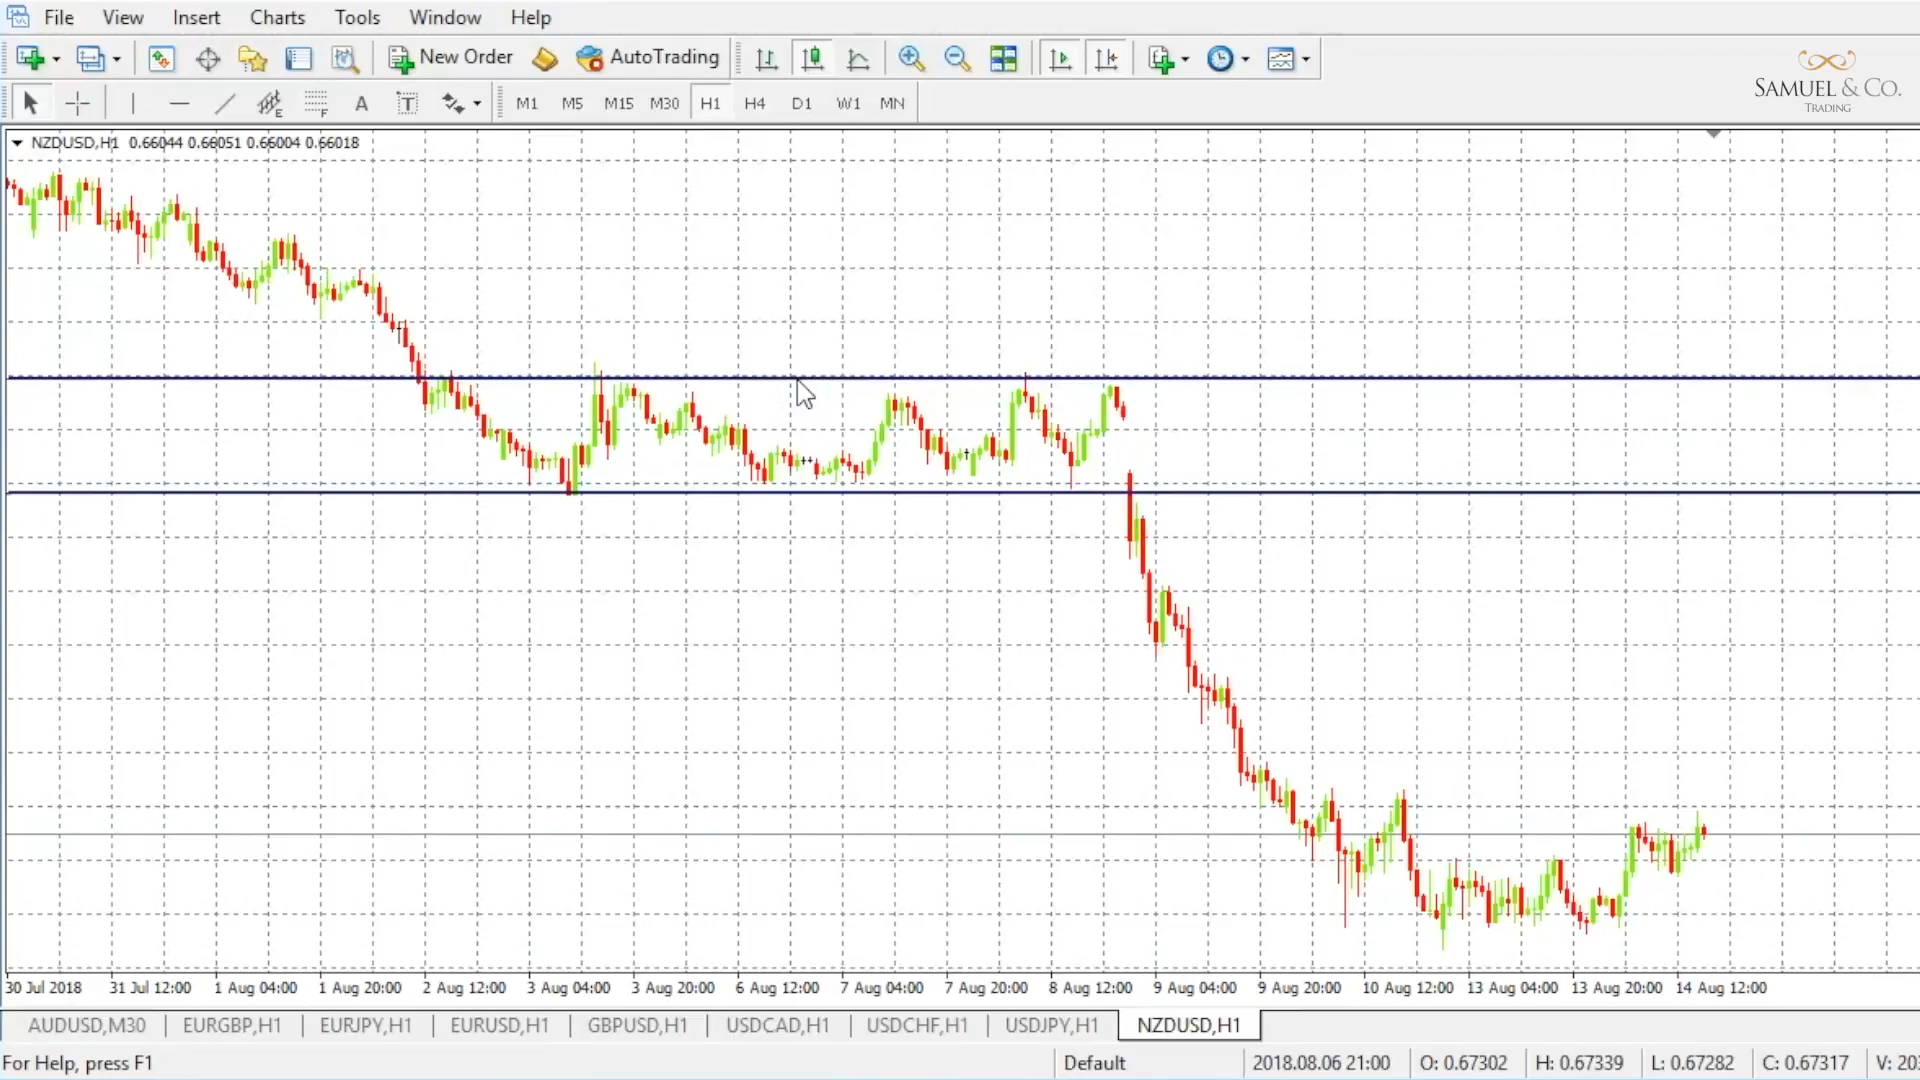 File View Insert Charts Tools Window Help
New Order AutoTrading
SAMUEL & CO.
TRADING
E F A T M1 M5 M15 M30 H1 H4 D1 W1 MN
NZDUSD,H1 0.66044 0.66051 0.66004 0.66018
30 Jul 2018 31 Jul 12:00 1 Aug 04:00 1 Aug 20:00 2 Aug 12:00 3 Aug 04:00 3 Aug 20:00 6 Aug 12:00 7 Aug 04:00 7 Aug 20:00 8 Aug 12:00 9 Aug 04:00 9 Aug 20:00 10 Aug 12:00 13 Aug 04:00 13 Aug 20:00 14 Aug 12:00
AUDUSD,M30 EURGBP,H1 EURJPY,H1 EURUSD,H1 GBPUSD,H1 USDCAD,H1 USDCHF,H1 USDJPY,H1 NZDUSD,H1
For Help, press F1 Default 2018.08.06 21:00 O: 0.67302 H: 0.67339 L: 0.67282 C: 0.67317 V: